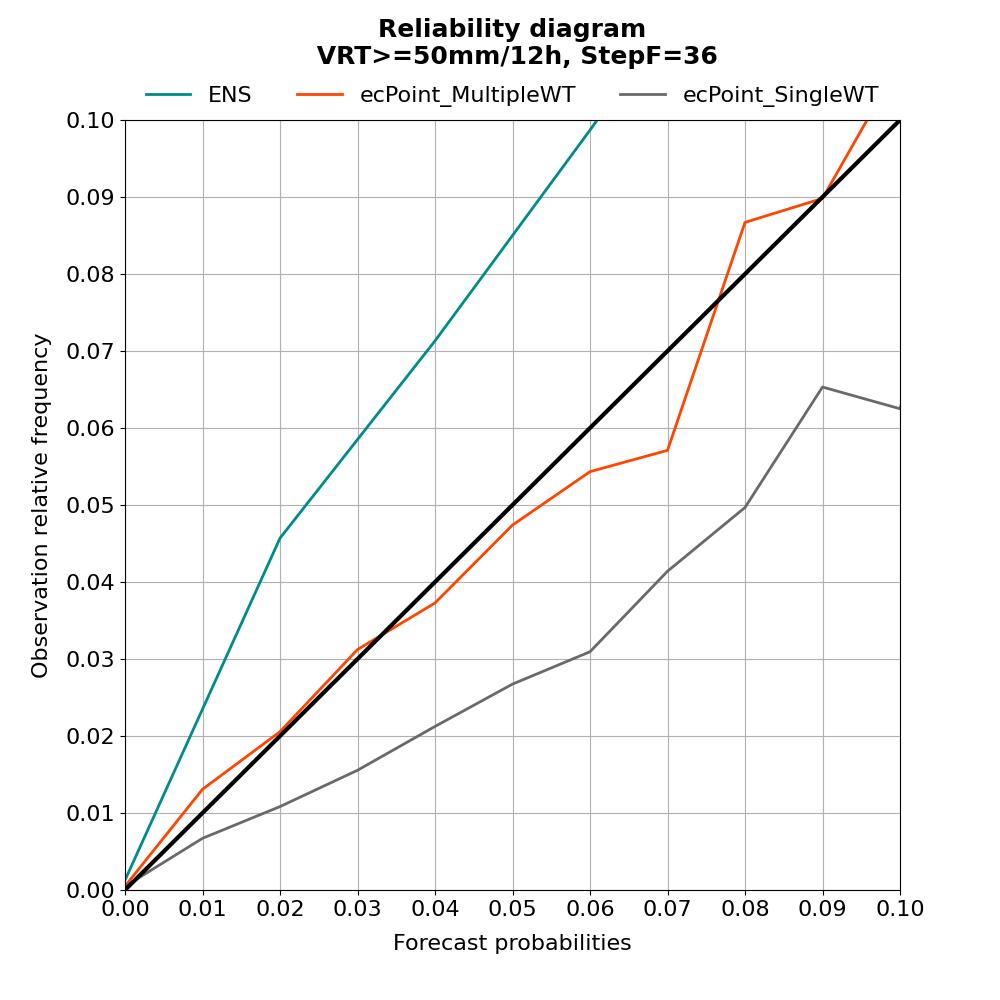 Reliability diagram
VRT>=50mm/12h, StepF=36
ENS ecPoint_MultipleWT ecPoint_SingleWT
0.10
0.09
0.08
0.07
0.06
0.05
0.04
0.03
0.02
0.01
0.00
Observation relative frequency
0.00 0.01 0.02 0.03 0.04 0.05 0.06 0.07 0.08 0.09 0.10
Forecast probabilities